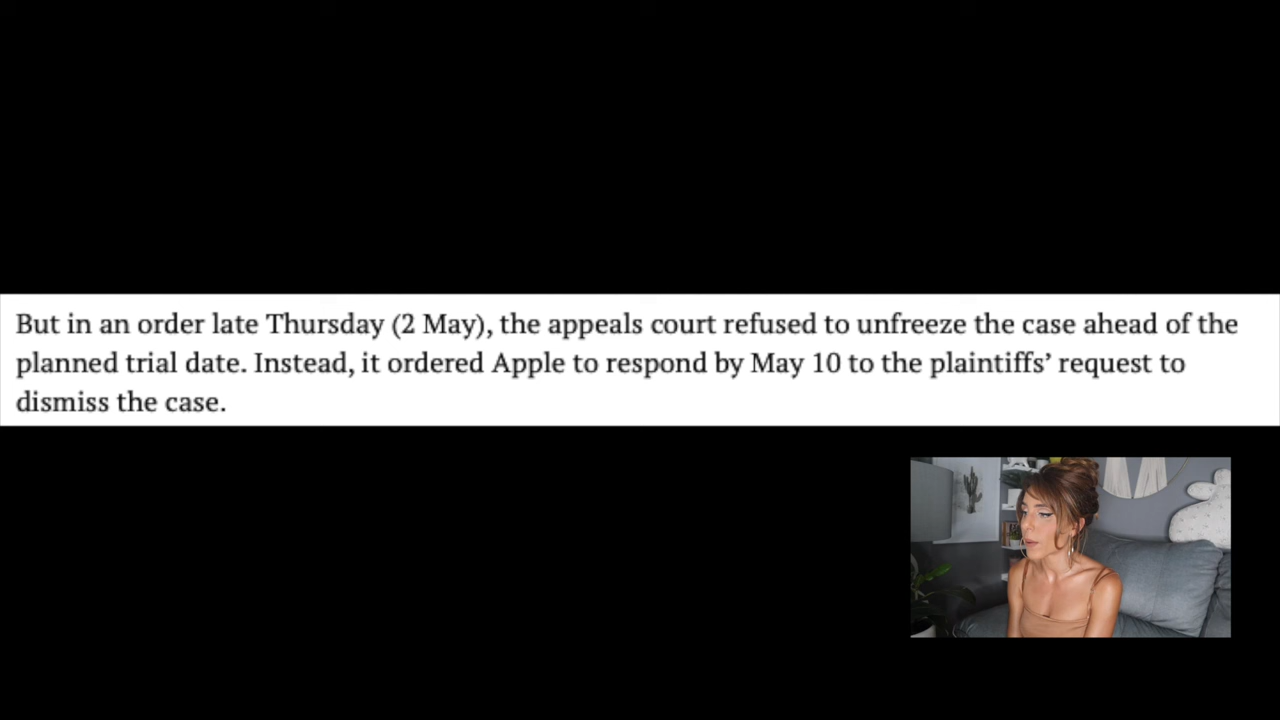 But in an order late Thursday (2 May), the appeals court refused to unfreeze the case ahead of the
planned trial date. Instead, it ordered Apple to respond by May 10 to the plaintiffs’ request to
dismiss the case.